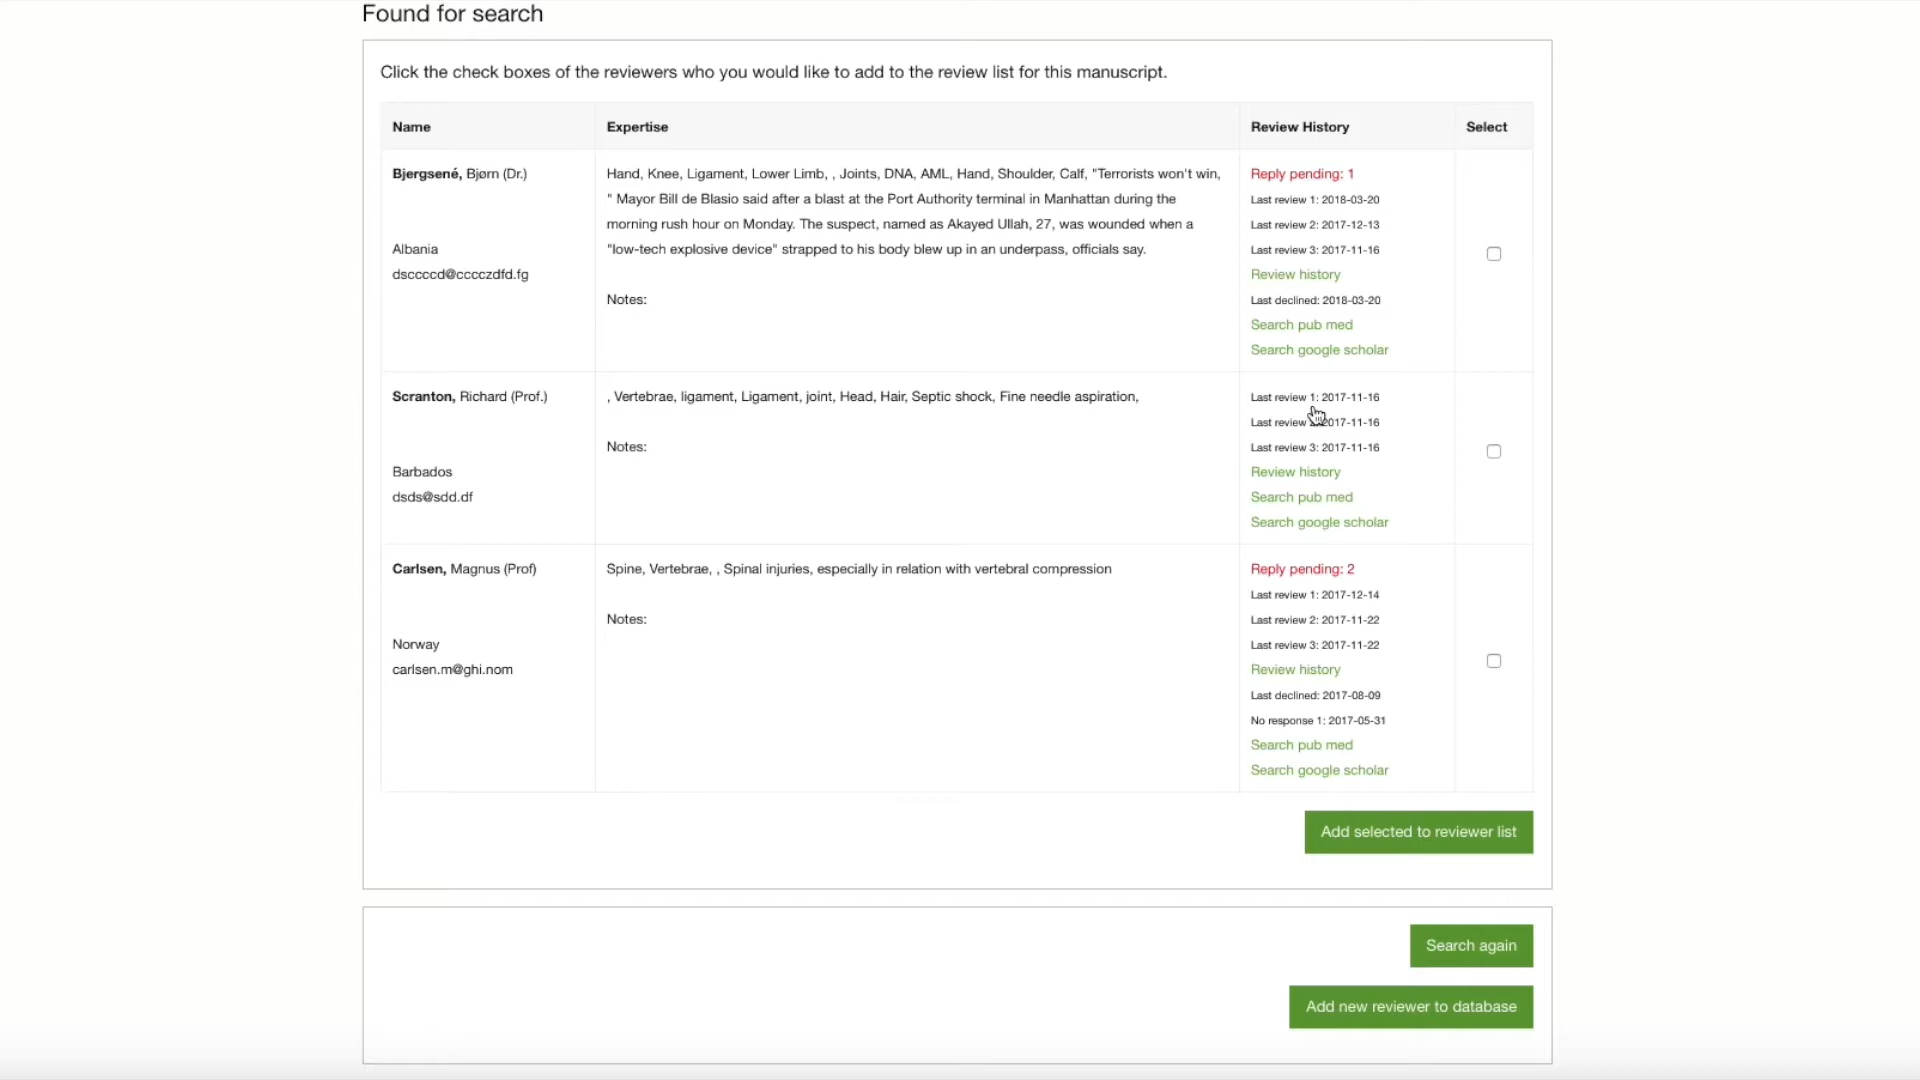 Found for search
Click the check boxes of the reviewers who you would like to add to the review list for this manuscript.
Name Expertise Review History Select
Bjergsené, Bjørn (Dr.)
Albania
dsccccd@cccczdfd.fg
Hand, Knee, Ligament, Lower Limb, , Joints, DNA, AML, Hand, Shoulder, Calf, "Terrorists won't win,
" Mayor Bill de Blasio said after a blast at the Port Authority terminal in Manhattan during the
morning rush hour on Monday. The suspect, named as Akayed Ullah, 27, was wounded when a
"low-tech explosive device" strapped to his body blew up in an underpass, officials say.
Notes:
Reply pending: 1
Last review 1: 2018-03-20
Last review 2: 2017-12-13
Last review 3: 2017-11-16
Review history
Last declined: 2018-03-20
Search pub med
Search google scholar
Scranton, Richard (Prof.)
Barbados
dsds@sdd.df
, Vertebrae, ligament, Ligament, joint, Head, Hair, Septic shock, Fine needle aspiration,
Notes:
Last review 1: 2017-11-16
Last review 2017-11-16
Last review 3: 2017-11-16
Review history
Search pub med
Search google scholar
Carlsen, Magnus (Prof)
Norway
carlsen.m@ghi.nom
Spine, Vertebrae, , Spinal injuries, especially in relation with vertebral compression
Notes:
Reply pending: 2
Last review 1: 2017-12-14
Last review 2: 2017-11-22
Last review 3: 2017-11-22
Review history
Last declined: 2017-08-09
No response 1: 2017-05-31
Search pub med
Search google scholar
Add selected to reviewer list
Search again
Add new reviewer to database